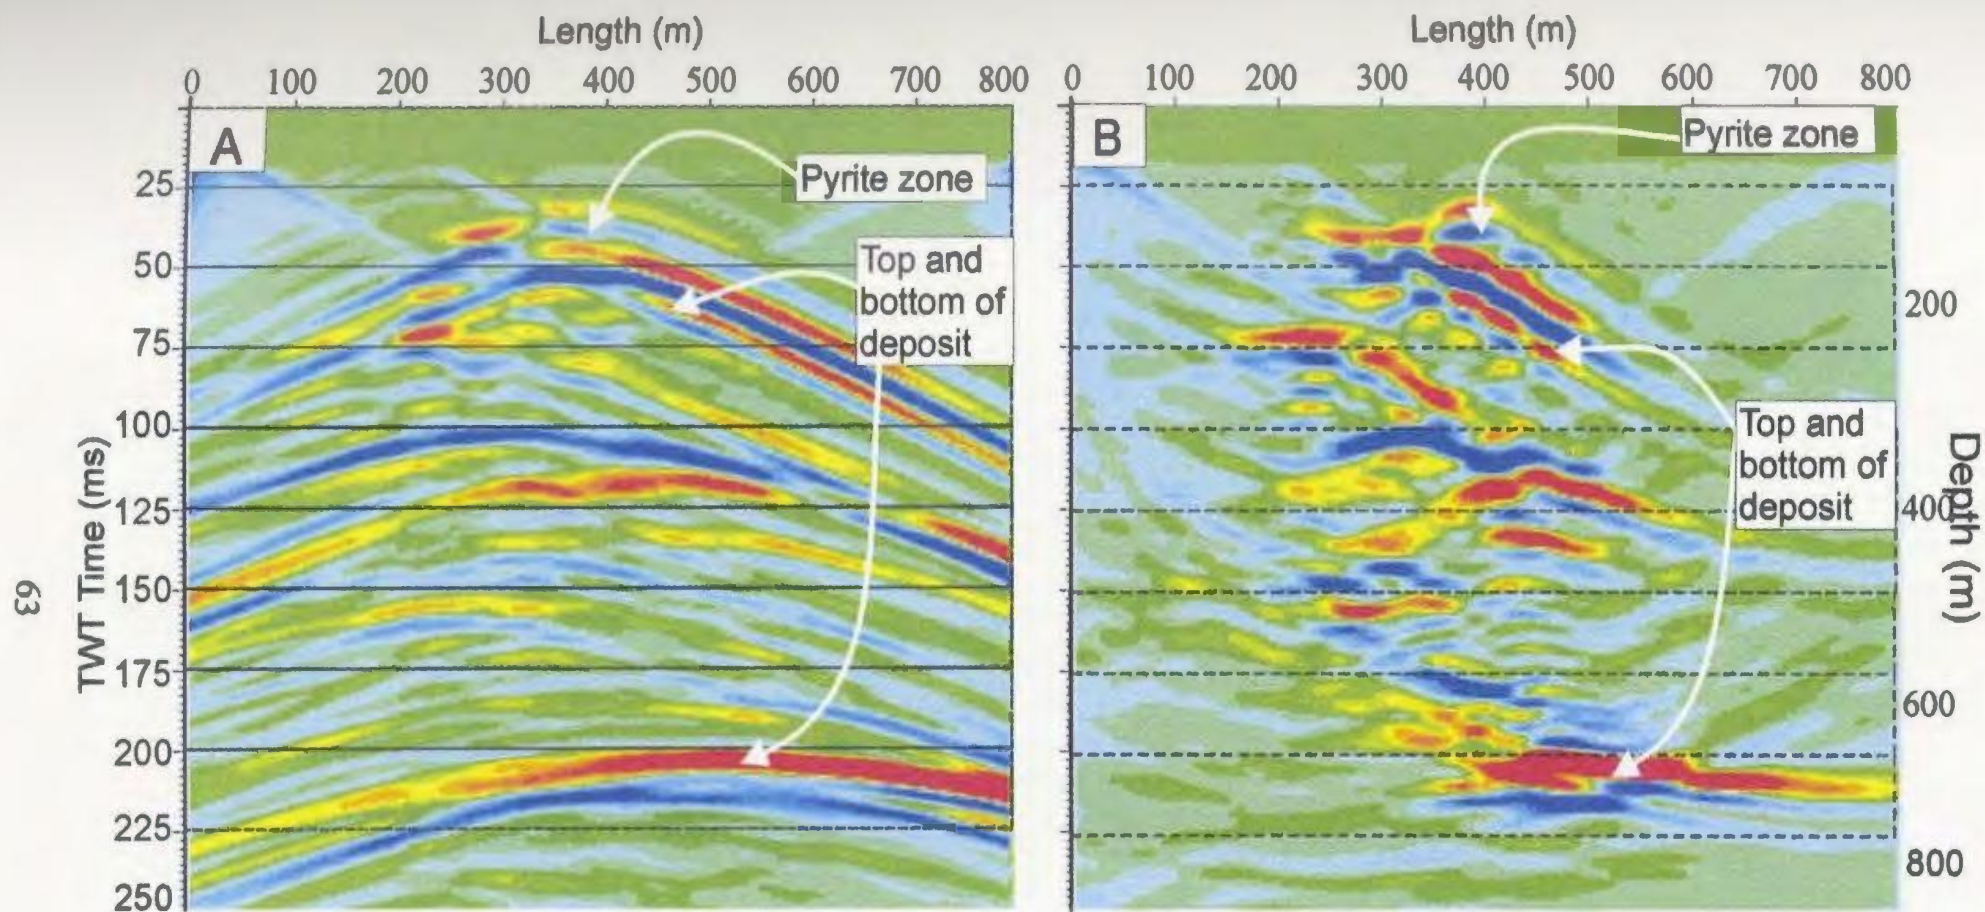 Length (m)
0 100 200 300 400 500 600 700 800
A
Pyrite zone
Top and
bottom of
deposit
25
50
75
100
125
150
175
200
225
250
TWT Time (ms)
63
Length (m)
0 100 200 300 400 500 600 700 800
B
Pyrite zone
Top and
bottom of
deposit
200
400
600
800
Depth (m)